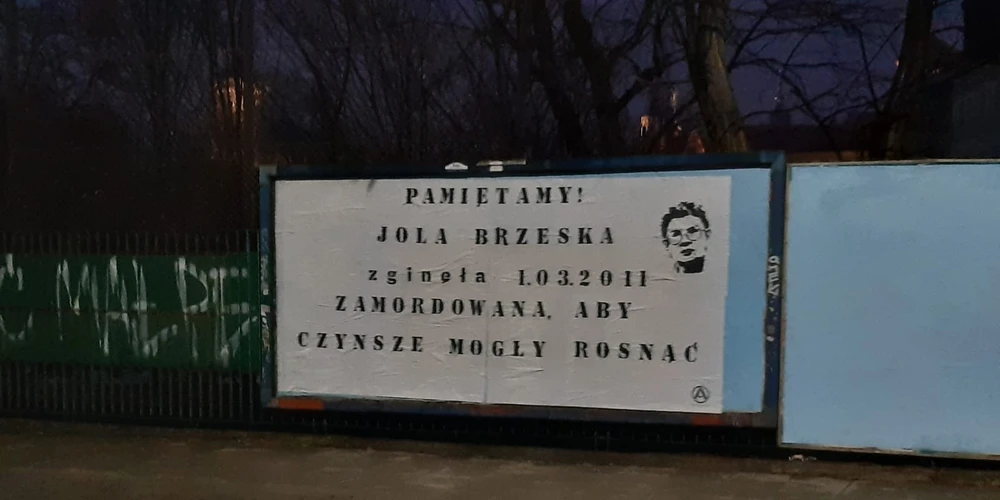 PAMIĘTAMY!
JOLA BRZESKA
zginęła 1.03.2011
ZAMORDOWANA, ABY
CZYNSZE MOGŁY ROSNĄĆ